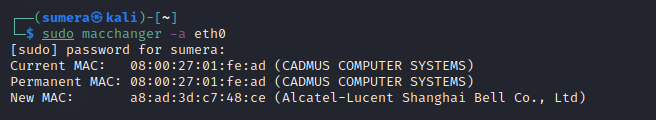 (sumera㉿kali)-[~]
$ sudo macchanger -a eth0
[sudo] password for sumera:
Current MAC:   08:00:27:01:fe:ad (CADMUS COMPUTER SYSTEMS)
Permanent MAC: 08:00:27:01:fe:ad (CADMUS COMPUTER SYSTEMS)
New MAC:       a8:ad:3d:c7:48:ce (Alcatel-Lucent Shanghai Bell Co., Ltd)